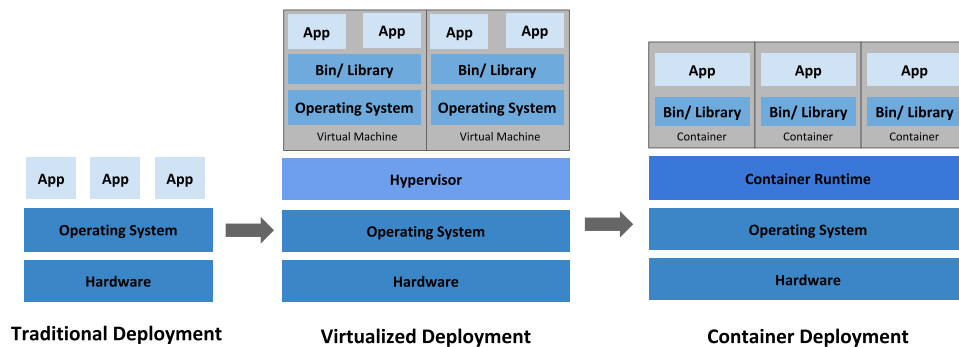 App
App
App
Operating System
Hardware
Traditional Deployment
App
App
App
App
Bin/ Library
Bin/ Library
Operating System
Operating System
Virtual Machine
Virtual Machine
Hypervisor
Operating System
Hardware
Virtualized Deployment
App
App
App
Bin/ Library
Bin/ Library
Bin/ Library
Container
Container
Container
Container Runtime
Operating System
Hardware
Container Deployment